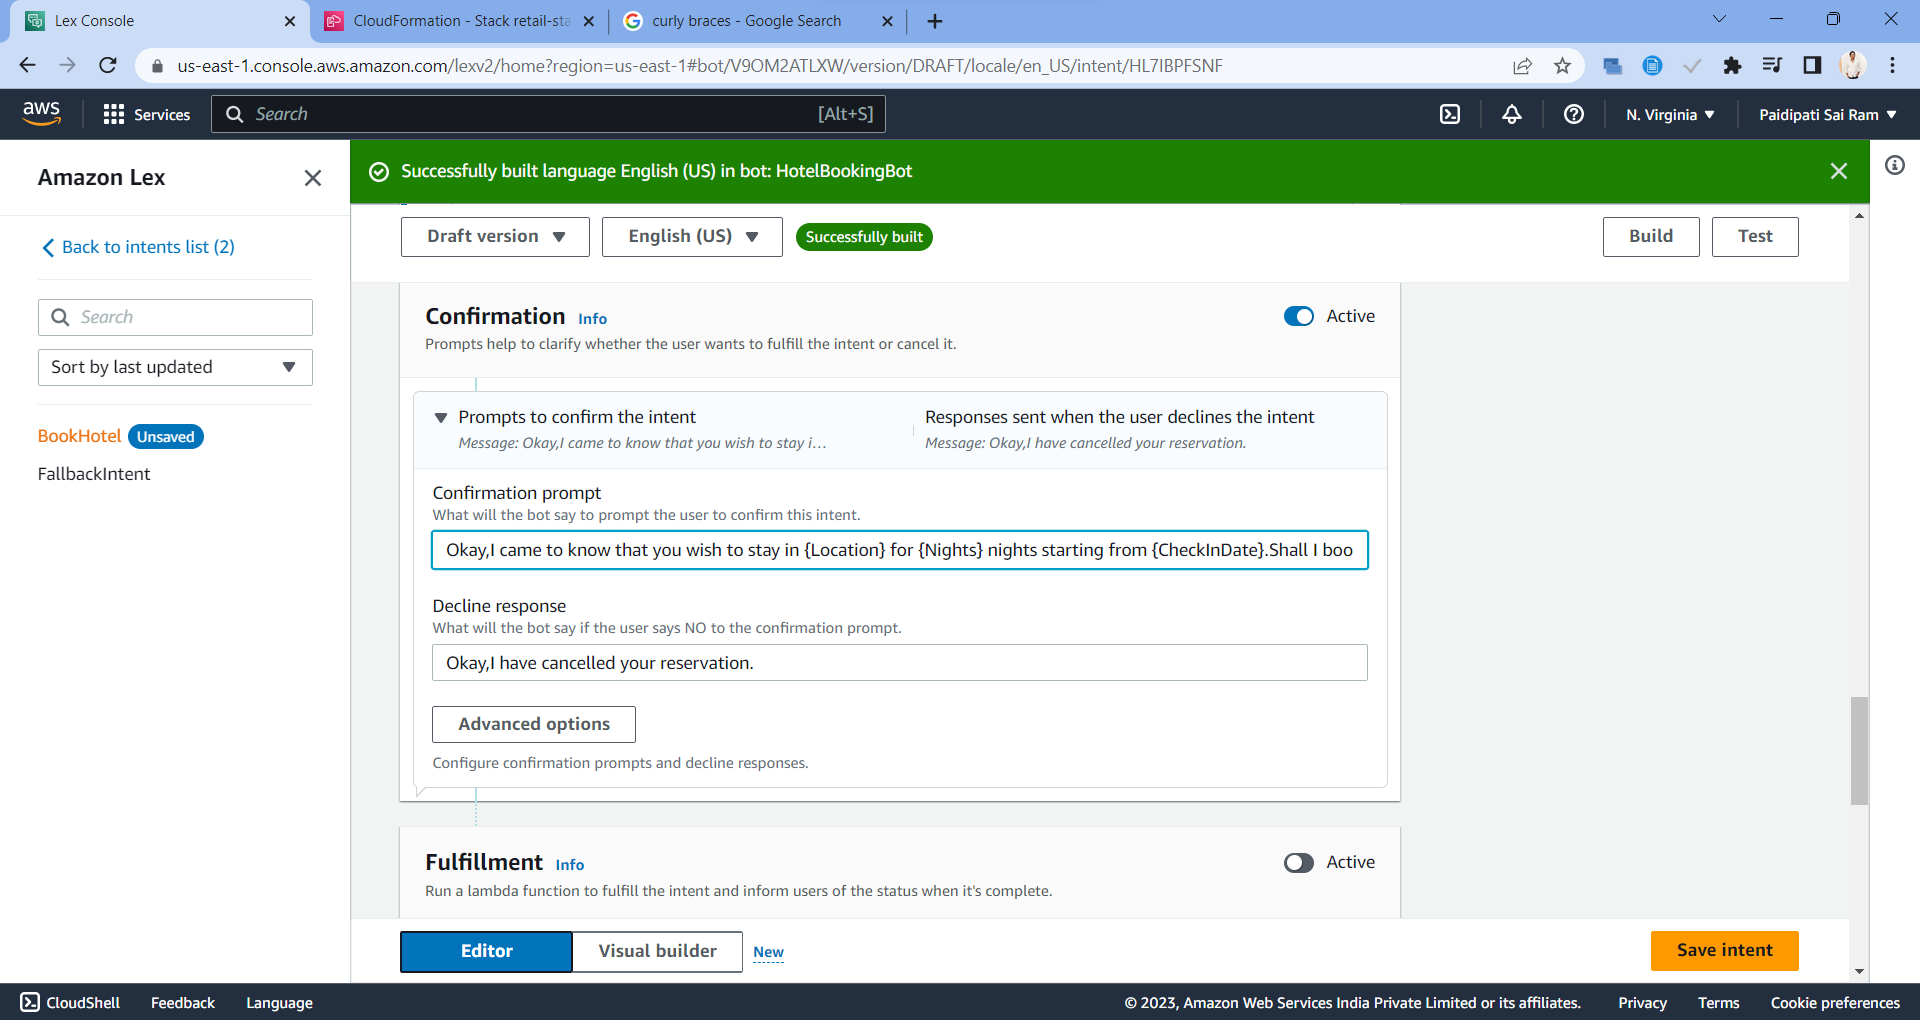 Lex Console
CloudFormation - Stack retail-sta
curly braces - Google Search
us-east-1.console.aws.amazon.com/lexv2/home?region=us-east-1#bot/V9OM2ATLXW/version/DRAFT/locale/en_US/intent/HL7IBPFSNF
aws
Services
Search
[Alt+S]
N. Virginia
Paidipati Sai Ram
Amazon Lex
Successfully built language English (US) in bot: HotelBookingBot
Back to intents list (2)
Draft version
English (US)
Successfully built
Build
Test
Search
Sort by last updated
BookHotel
Unsaved
FallbackIntent
Confirmation
Info
Active
Prompts help to clarify whether the user wants to fulfill the intent or cancel it.
Prompts to confirm the intent
Message: Okay,I came to know that you wish to stay i...
Responses sent when the user declines the intent
Message: Okay,I have cancelled your reservation.
Confirmation prompt
What will the bot say to prompt the user to confirm this intent.
Okay,I came to know that you wish to stay in {Location} for {Nights} nights starting from {CheckInDate}.Shall I boo
Decline response
What will the bot say if the user says NO to the confirmation prompt.
Okay,I have cancelled your reservation.
Advanced options
Configure confirmation prompts and decline responses.
Fulfillment
Info
Active
Run a lambda function to fulfill the intent and inform users of the status when it's complete.
Editor
Visual builder
New
Save intent
CloudShell
Feedback
Language
© 2023, Amazon Web Services India Private Limited or its affiliates.
Privacy
Terms
Cookie preferences